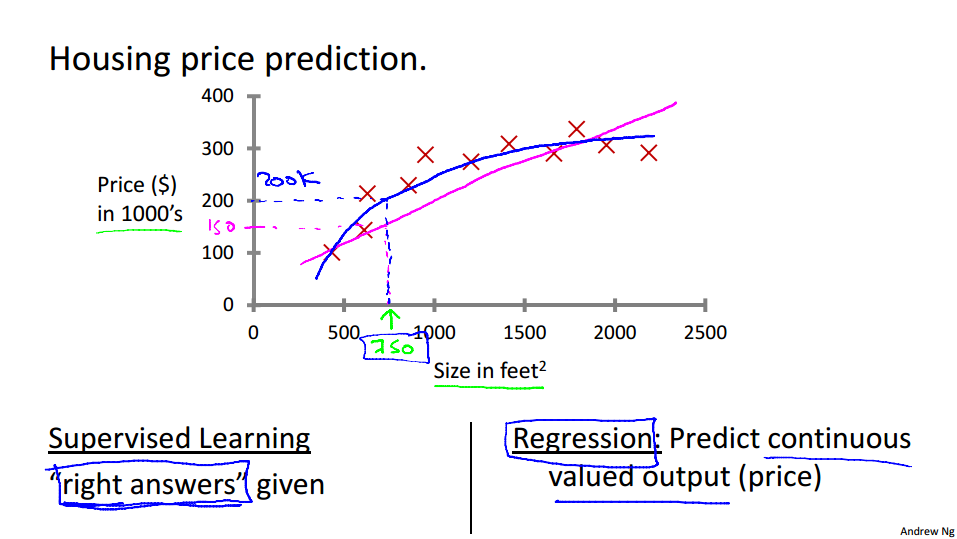 Housing price prediction.
400
300
200k
Price ($)
200
in 1000's
150
100
0
0 500 1000 1500 2000 2500
750
Size in feet²
Supervised Learning
"right answers" given
Regression: Predict continuous
valued output (price)
Andrew Ng